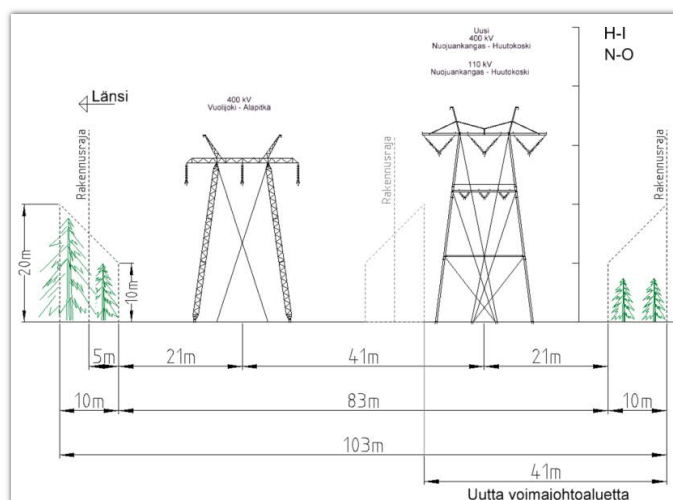 H-I
N-O
Uusi
400 kV
Nuojuankangas - Huutokoski
110 kV
Nuojuankangas - Huutokoski
Länsi
400 kV
Vuolijoki - Alapitkä
Rakennusraja
Rakennusraja
Rakennusraja
20m
10m
5m
21m
41m
21m
10m
83m
10m
103m
41m
Uutta voimajohtoaluetta